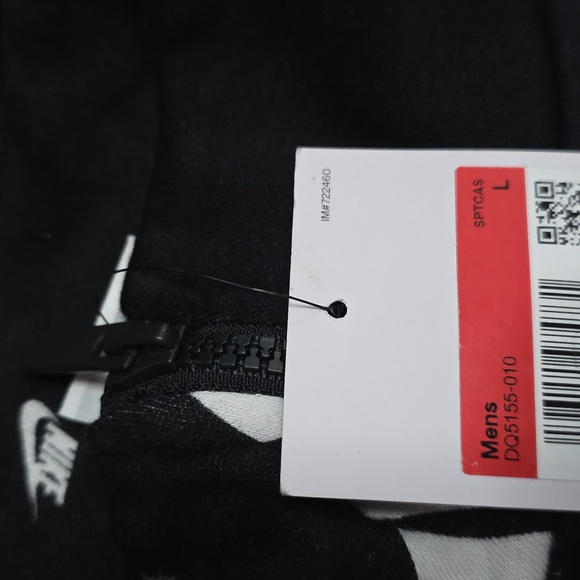 IM#722460
SPTCAS
L
Mens
DQ5155-010
NIKE